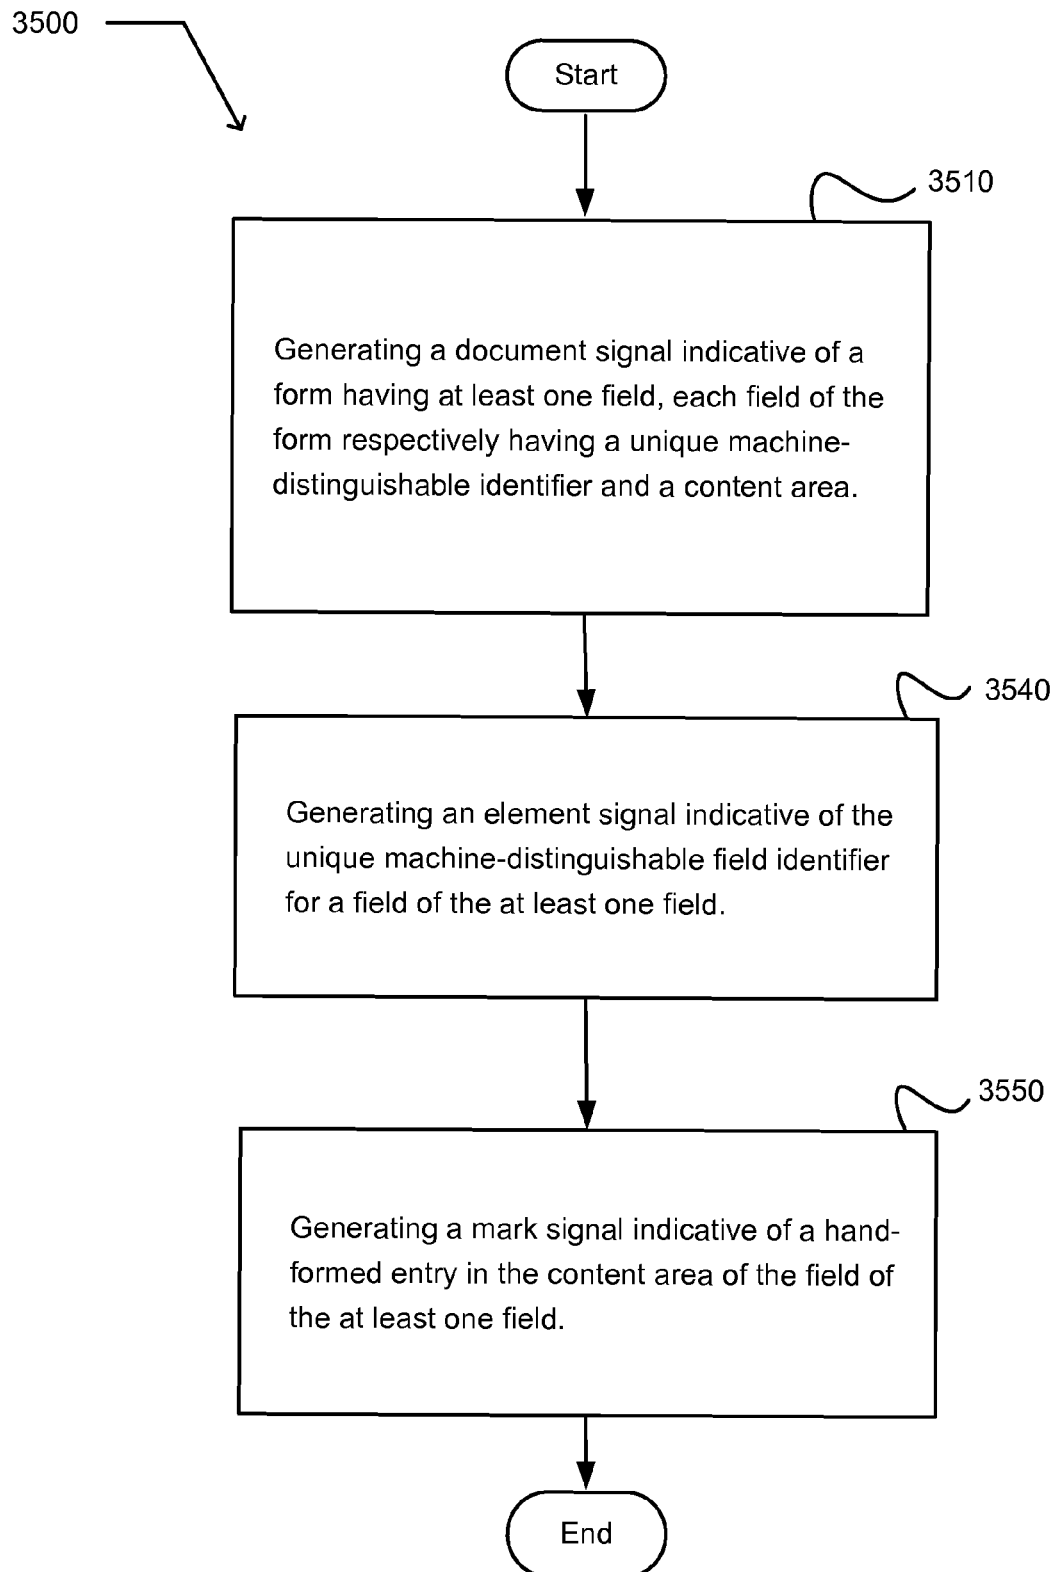 3500
Start
3510
Generating a document signal indicative of a
form having at least one field, each field of the
form respectively having a unique machine-
distinguishable identifier and a content area.
3540
Generating an element signal indicative of the
unique machine-distinguishable field identifier
for a field of the at least one field.
3550
Generating a mark signal indicative of a hand-
formed entry in the content area of the field of
the at least one field.
End